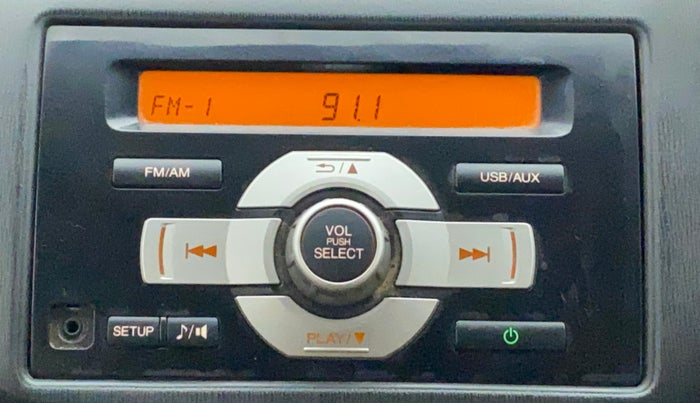 FM-1 91.1
FM/AM
USB/AUX
VOL
PUSH
SELECT
SETUP
PLAY/▼